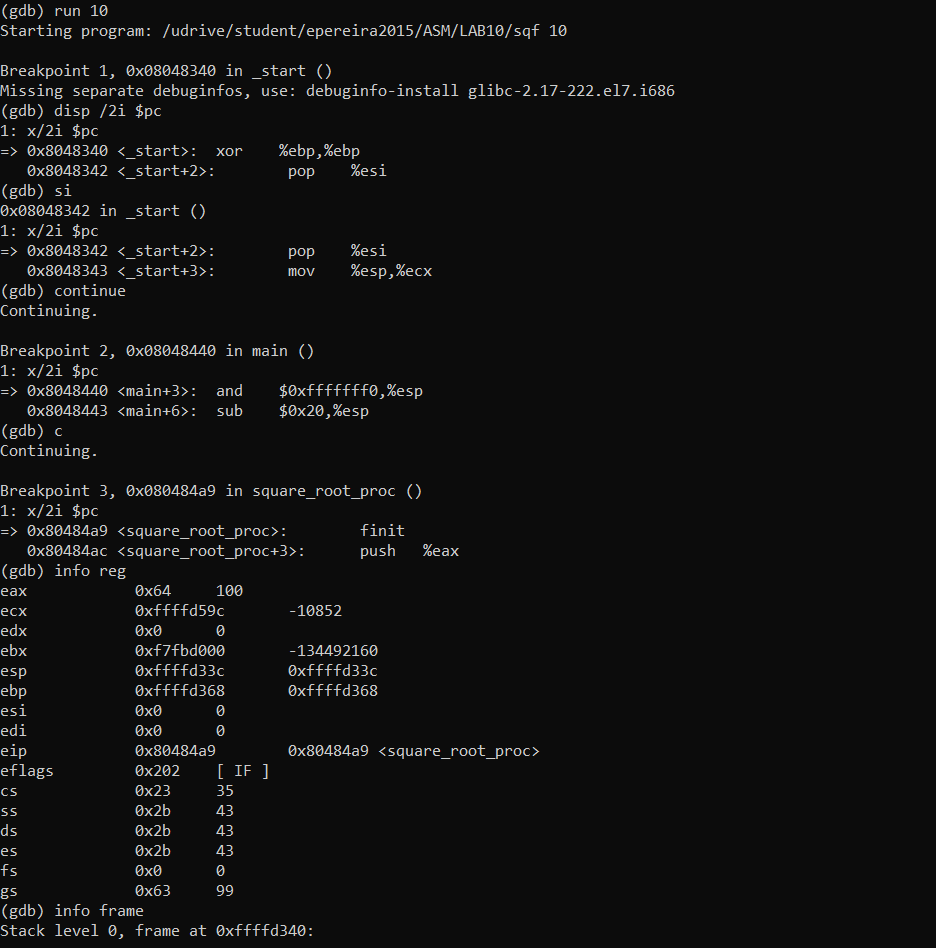 (gdb) run 10
Starting program: /udrive/student/epereira2015/ASM/LAB10/sqf 10

Breakpoint 1, 0x08048340 in _start ()
Missing separate debuginfos, use: debuginfo-install glibc-2.17-222.el7.i686
(gdb) disp /2i $pc
1: x/2i $pc
=> 0x8048340 <_start>:  xor    %ebp,%ebp
   0x8048342 <_start+2>:        pop    %esi
(gdb) si
0x08048342 in _start ()
1: x/2i $pc
=> 0x8048342 <_start+2>:        pop    %esi
   0x8048343 <_start+3>:        mov    %esp,%ecx
(gdb) continue
Continuing.

Breakpoint 2, 0x08048440 in main ()
1: x/2i $pc
=> 0x8048440 <main+3>:  and    $0xfffffff0,%esp
   0x8048443 <main+6>:  sub    $0x20,%esp
(gdb) c
Continuing.

Breakpoint 3, 0x080484a9 in square_root_proc ()
1: x/2i $pc
=> 0x80484a9 <square_root_proc>:        finit
   0x80484ac <square_root_proc+3>:      push   %eax
(gdb) info reg
eax            0x64     100
ecx            0xffffd59c       -10852
edx            0x0      0
ebx            0xf7fbd000       -134492160
esp            0xffffd33c       0xffffd33c
ebp            0xffffd368       0xffffd368
esi            0x0      0
edi            0x0      0
eip            0x80484a9        0x80484a9 <square_root_proc>
eflags         0x202    [ IF ]
cs             0x23     35
ss             0x2b     43
ds             0x2b     43
es             0x2b     43
fs             0x0      0
gs             0x63     99
(gdb) info frame
Stack level 0, frame at 0xffffd340: